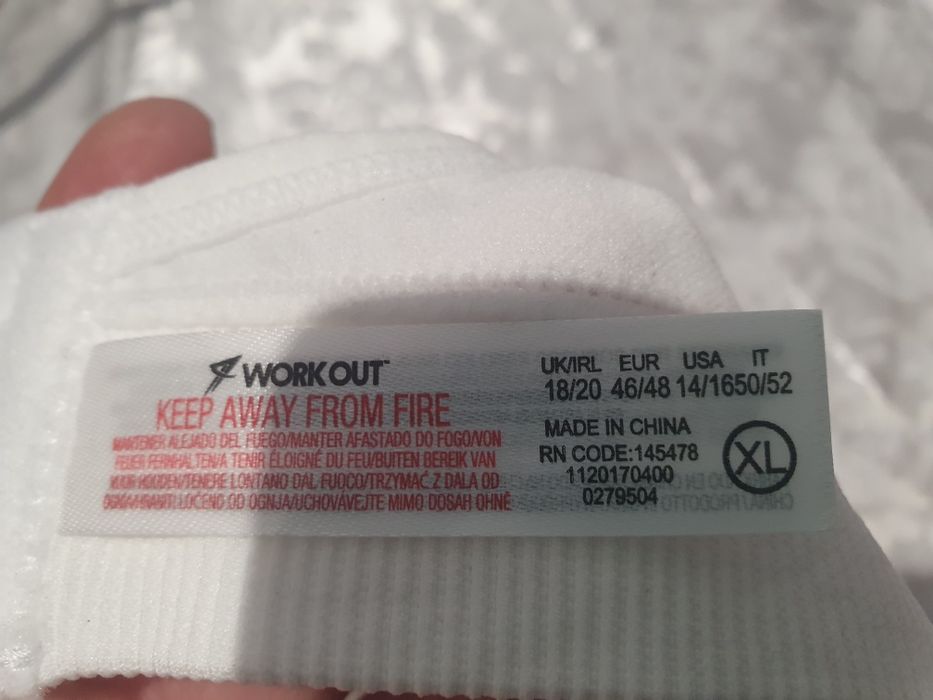 WORKOUT™
KEEP AWAY FROM FIRE
MANTENER ALEJADO DEL FUEGO/MANTER AFASTADO DO FOGO/VON
FEUER FERNHALTEN/A TENIR ÉLOIGNÉ DU FEU/BUITEN BEREIK VAN
VUUR HOUDEN/TENERE LONTANO DAL FUOCO/TRZYMAĆ Z DALA OD
OGNIA/HRANITI LOČENO OD OGNJA/UCHOVÁVEJTE MIMO DOSAH OHNĚ
UK/IRL EUR USA IT
18/20 46/48 14/16 50/52
MADE IN CHINA
RN CODE:145478
1120170400
0279504
XL